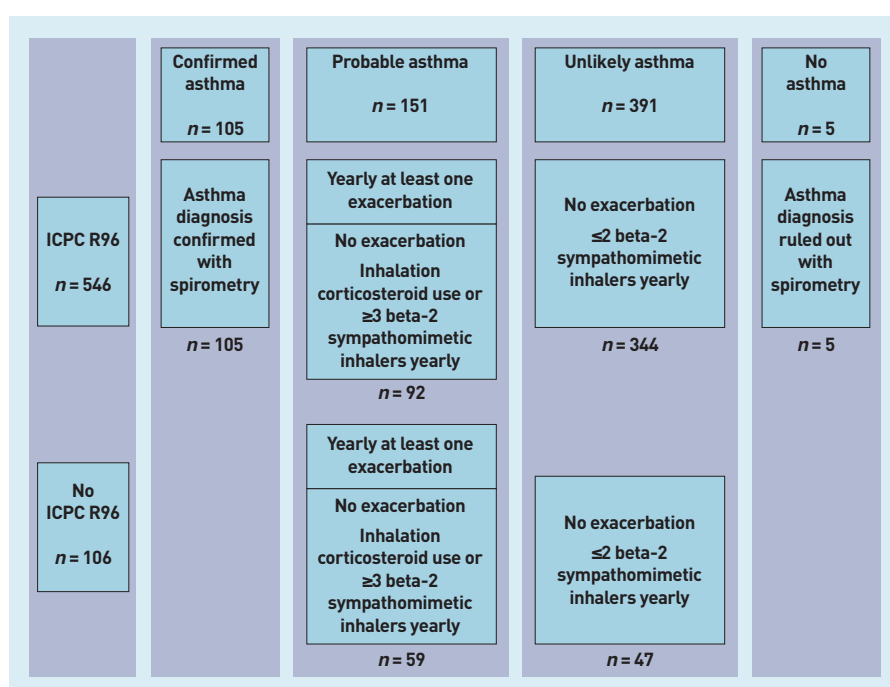 Confirmed
asthma
n = 105
Probable asthma
n = 151
Unlikely asthma
n = 391
No
asthma
n = 5
ICPC R96
n = 546
Asthma
diagnosis
confirmed
with
spirometry
n = 105
Yearly at least one
exacerbation
No exacerbation
Inhalation
corticosteroid use or
≥3 beta-2
sympathomimetic
inhalers yearly
n = 92
No exacerbation
≤2 beta-2
sympathomimetic
inhalers yearly
n = 344
Asthma
diagnosis
ruled out
with
spirometry
n = 5
No
ICPC R96
n = 106
Yearly at least one
exacerbation
No exacerbation
Inhalation
corticosteroid use or
≥3 beta-2
sympathomimetic
inhalers yearly
n = 59
No exacerbation
≤2 beta-2
sympathomimetic
inhalers yearly
n = 47